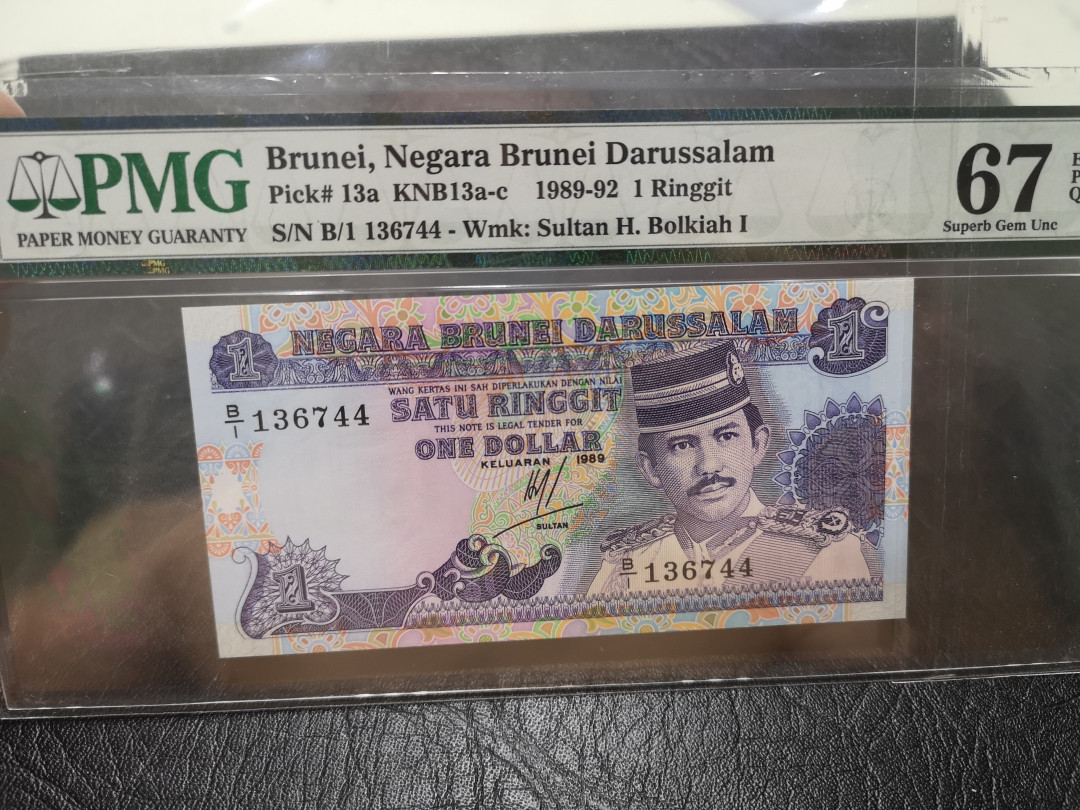 PMG
PAPER MONEY GUARANTY
Brunei, Negara Brunei Darussalam
Pick# 13a KNB13a-c 1989-92 1 Ringgit
S/N B/1 136744 - Wmk: Sultan H. Bolkiah I
67
Superb Gem Unc
E
P
Q
PMG
PMG
1
NEGARA BRUNEI DARUSSALAM
1
WANG KERTAS INI SAH DIPERLAKUKAN DENGAN NILAI
B/1 136744
SATU RINGGIT
THIS NOTE IS LEGAL TENDER FOR
ONE DOLLAR
KELUARAN 1989
SULTAN
B/1 136744
1